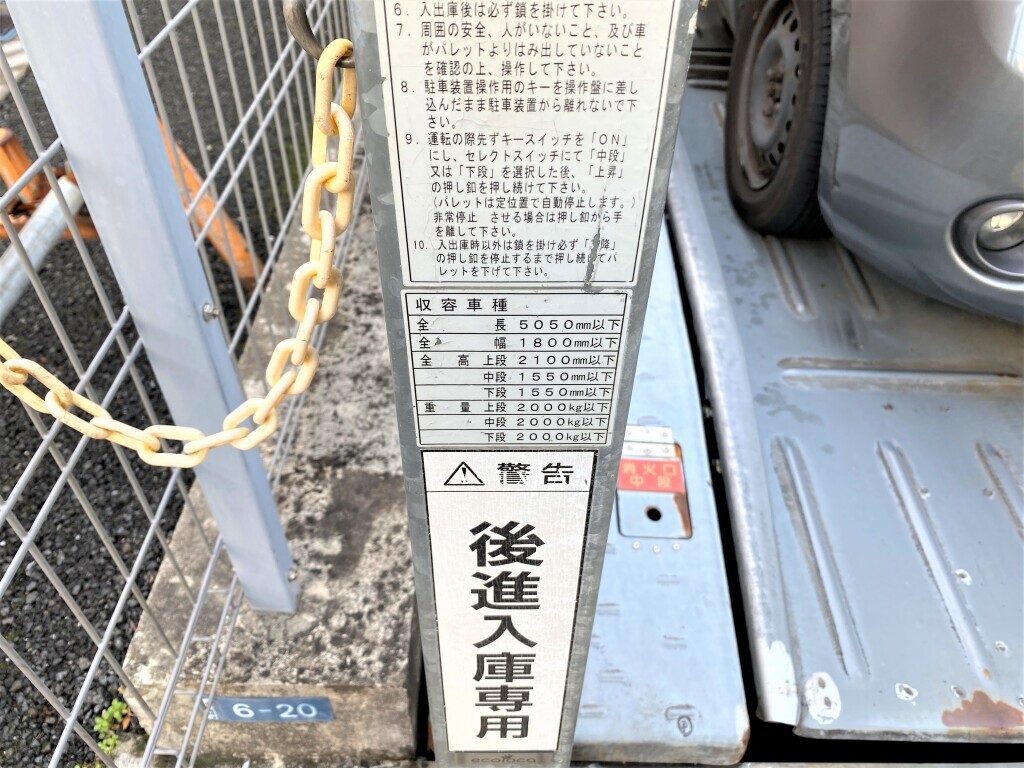 6．入出庫後は必ず鎖を掛けて下さい。
7．周囲の安全、人がいないこと、及び車
がパレットよりはみ出していないこと
を確認の上、操作して下さい。
8．駐車装置操作用のキーを操作盤に差し
込んだまま駐車装置から離れないで下
さい。
9．運転の際先ずキースイッチを「ON」
にし、セレクトスイッチにて「中段」
又は「下段」を選択した後、「上昇」
の押し釦を押し続けて下さい。
（パレットは定位置で自動停止します。）
非常停止　させる場合は押し釦から手
を離して下さい。
10．入出庫時以外は鎖を掛け必ず「下降」
の押し釦を停止するまで押し続けてパ
レットを下げて下さい。
収容車種
全長 5050mm以下
全幅 1800mm以下
全高 上段 2100mm以下
中段 1550mm以下
下段 1550mm以下
重量 上段 2000kg以下
中段 2000kg以下
下段 2000kg以下
警告
後進入庫専用
消火口
中段
6-20